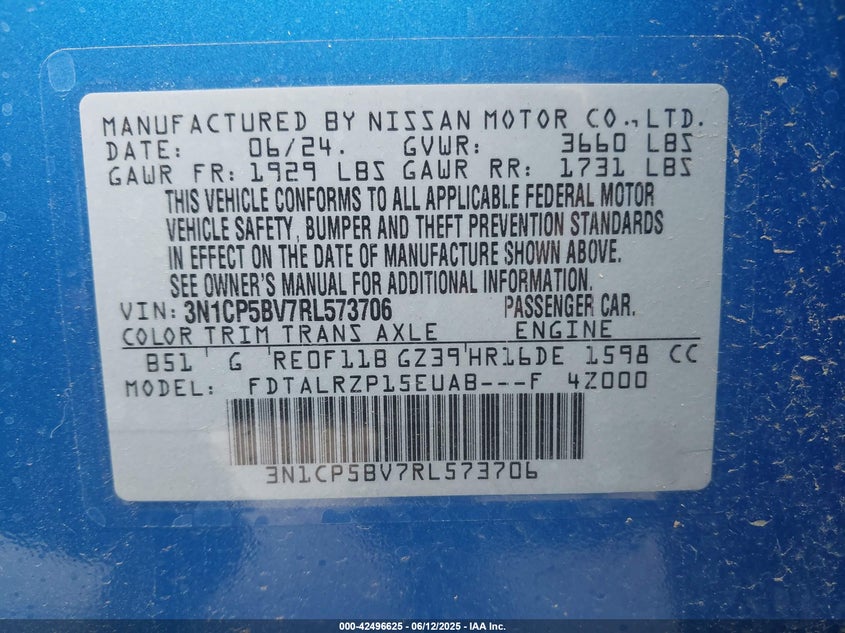 MANUFACTURED BY NISSAN MOTOR CO.,LTD.
DATE: 06/24. GVWR: 3660 LBS
GAWR FR: 1929 LBS GAWR RR: 1731 LBS
THIS VEHICLE CONFORMS TO ALL APPLICABLE FEDERAL MOTOR
VEHICLE SAFETY, BUMPER AND THEFT PREVENTION STANDARDS
IN EFFECT ON THE DATE OF MANUFACTURE SHOWN ABOVE.
SEE OWNER'S MANUAL FOR ADDITIONAL INFORMATION.
VIN: 3N1CP5BV7RL573706 PASSENGER CAR.
COLOR TRIM TRANS AXLE ENGINE
B51 G RE0F11B GZ39 HR16DE 1598 CC
MODEL: FDTALRZP15EUAB---F 4Z000
3N1CP5BV7RL573706
000-42496625 - 06/12/2025 - IAA Inc.